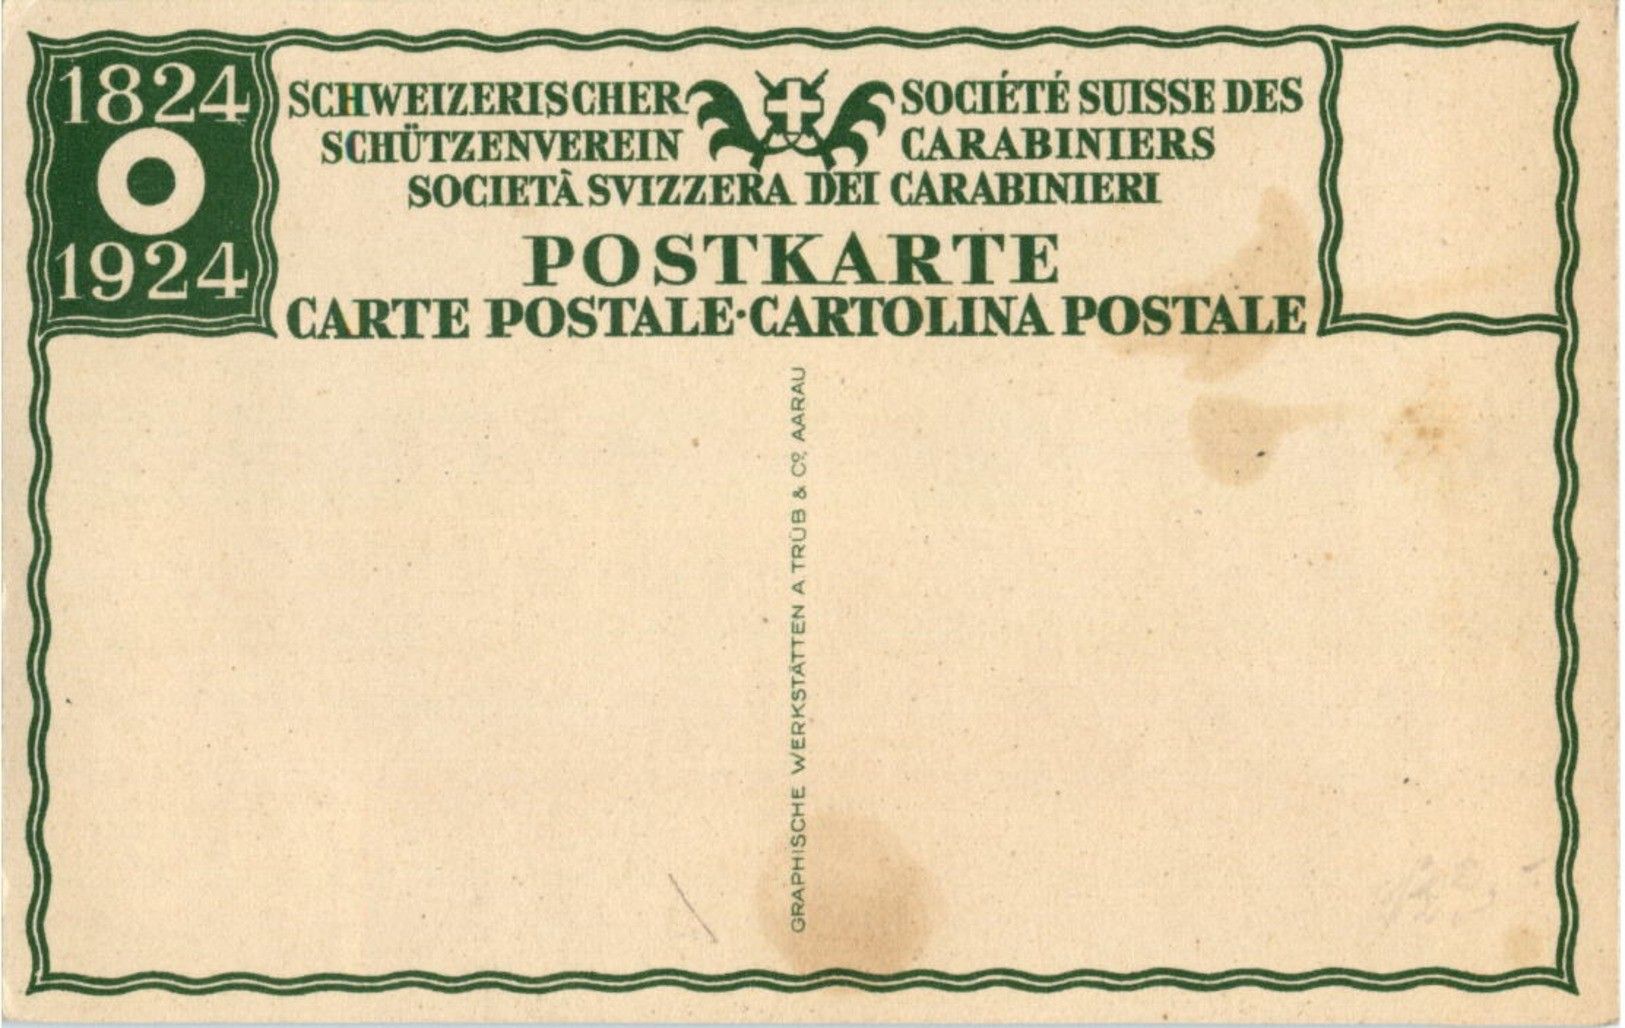 1824
1924
SCHWEIZERISCHER
SCHÜTZENVEREIN
SOCIÉTÉ SUISSE DES
CARABINIERS
SOCIETÀ SVIZZERA DEI CARABINIERI
POSTKARTE
CARTE POSTALE·CARTOLINA POSTALE
GRAPHISCHE WERKSTÄTTEN A TRÜB & Cº, AARAU